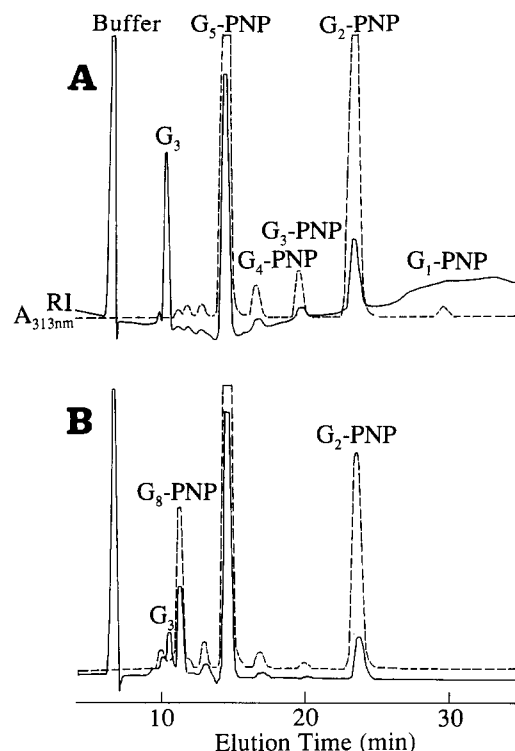 Buffer G₅-PNP G₂-PNP
A
G₃
G₃-PNP
G₄-PNP G₁-PNP
RI
A₃₁₃ₙₘ
B
G₂-PNP
G₈-PNP
G₃
10 20 30
Elution Time (min)